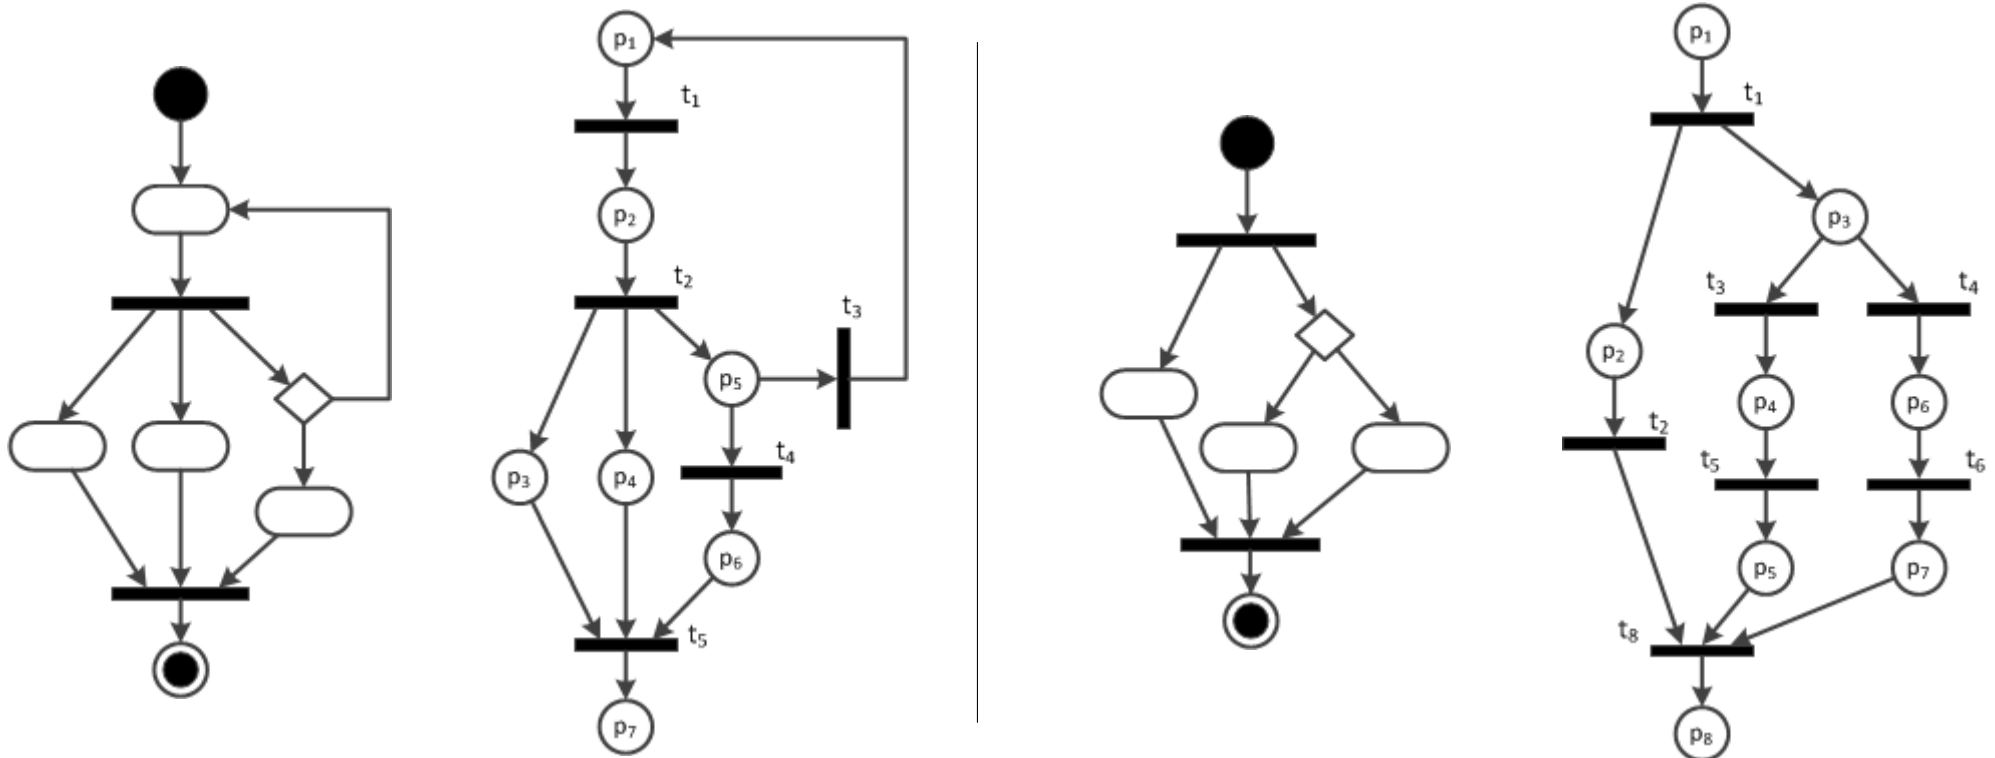 p₁
t₁
p₂
t₂
t₃
p₅
t₄
p₃
p₄
p₆
t₅
p₇
p₁
t₁
p₃
t₃
t₄
p₂
p₄
p₆
t₂
t₅
t₆
p₅
p₇
t₈
p₈